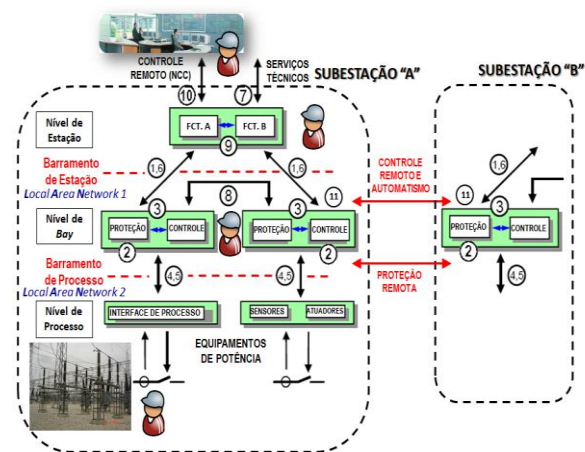 CONTROLE
REMOTO (NCC)
SERVIÇOS
TÉCNICOS
SUBESTAÇÃO "A"
SUBESTAÇÃO "B"
10
7
Nível de
Estação
FCT. A
FCT. B
9
Barramento
de Estação
Local Area Network 1
1,6
1,6
CONTROLE
REMOTO E
AUTOMATISMO
1,6
8
11
11
3
3
3
Nível de
Bay
PROTEÇÃO
CONTROLE
PROTEÇÃO
CONTROLE
PROTEÇÃO
CONTROLE
2
2
2
Barramento
de Processo
Local Area Network 2
4,5
4,5
PROTEÇÃO
REMOTA
4,5
Nível de
Processo
INTERFACE DE PROCESSO
SENSORES
ATUADORES
EQUIPAMENTOS
DE POTÊNCIA